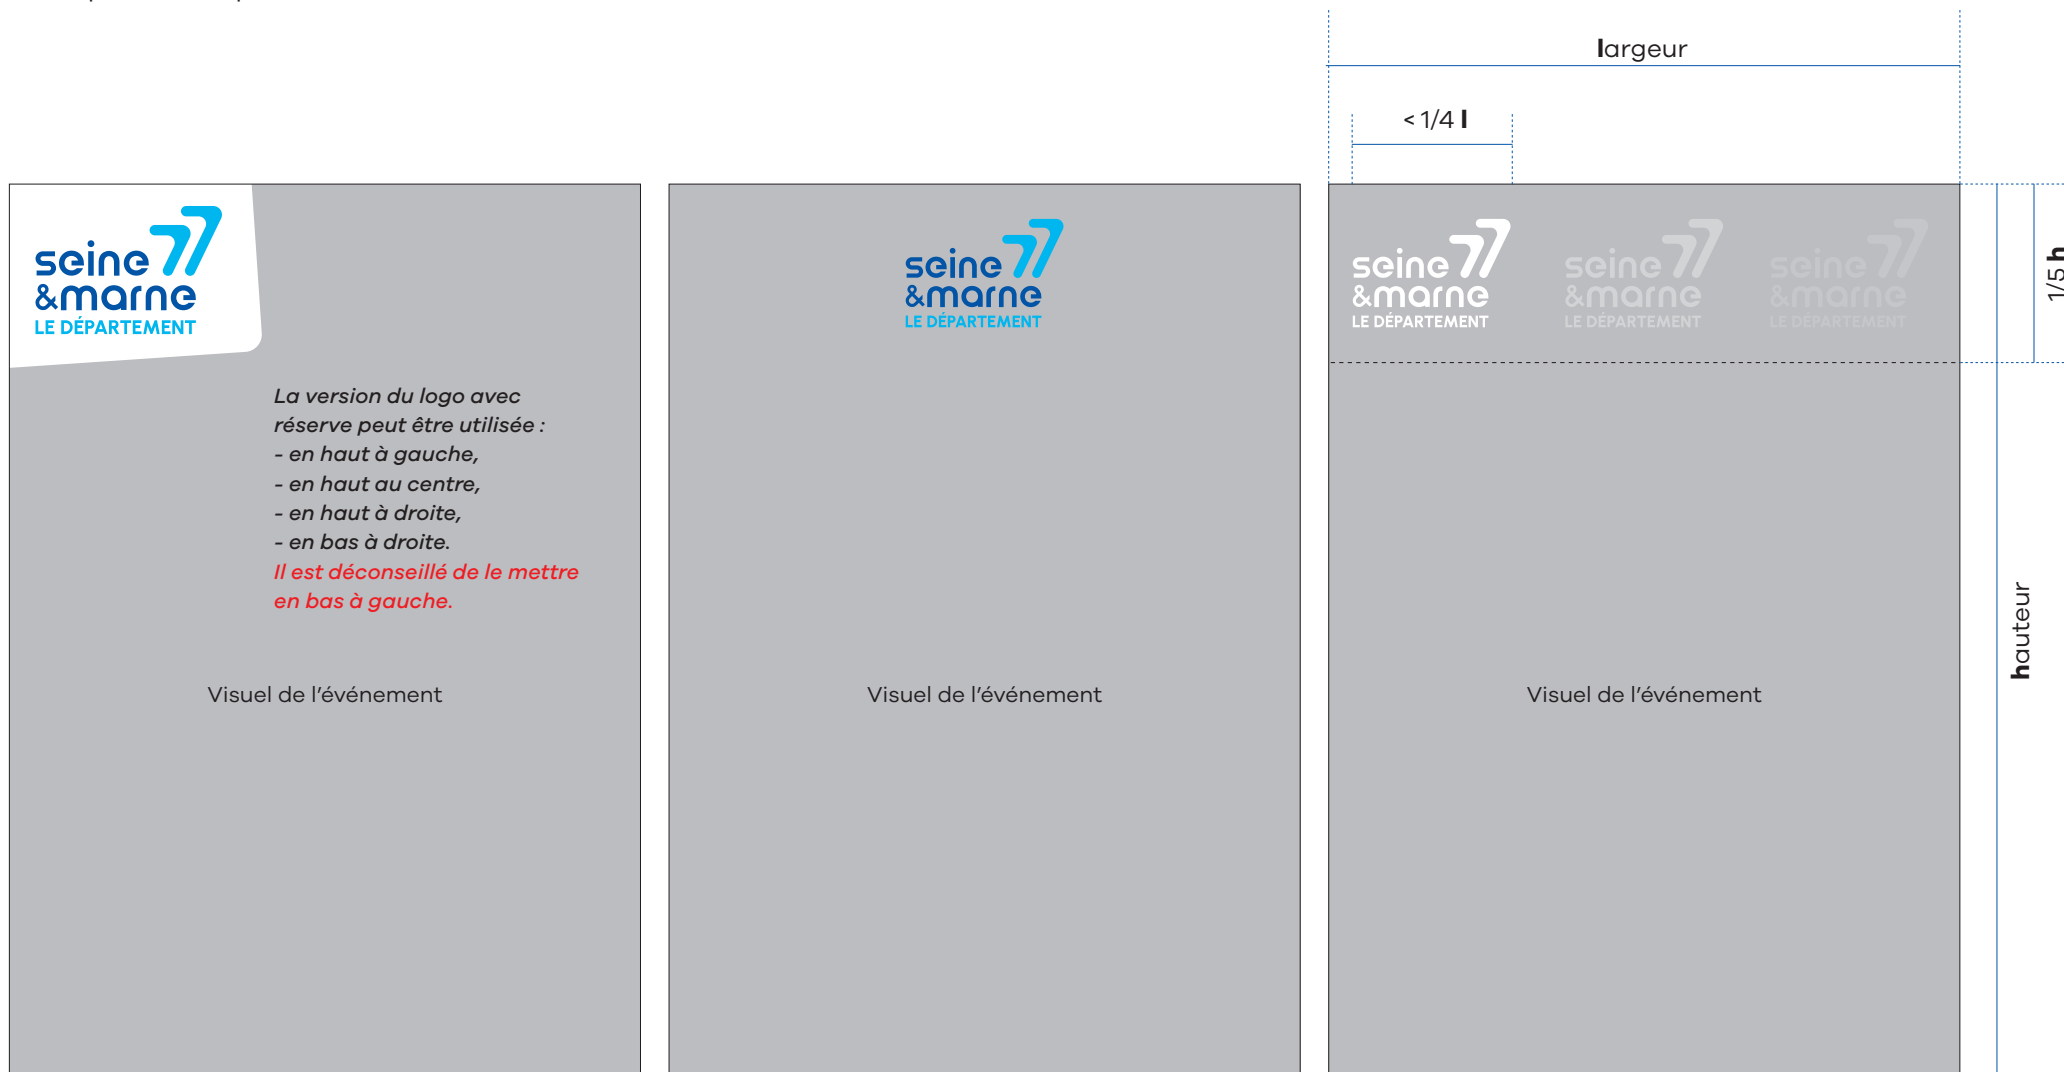 largeur
< 1/4 l
seine 77
&marne
LE DÉPARTEMENT
La version du logo avec
réserve peut être utilisée :
- en haut à gauche,
- en haut au centre,
- en haut à droite,
- en bas à droite.
Il est déconseillé de le mettre
en bas à gauche.
Visuel de l’événement
seine 77
&marne
LE DÉPARTEMENT
Visuel de l’événement
seine 77
&marne
LE DÉPARTEMENT
seine 77
&marne
LE DÉPARTEMENT
seine 77
&marne
LE DÉPARTEMENT
Visuel de l’événement
1/5 h
hauteur